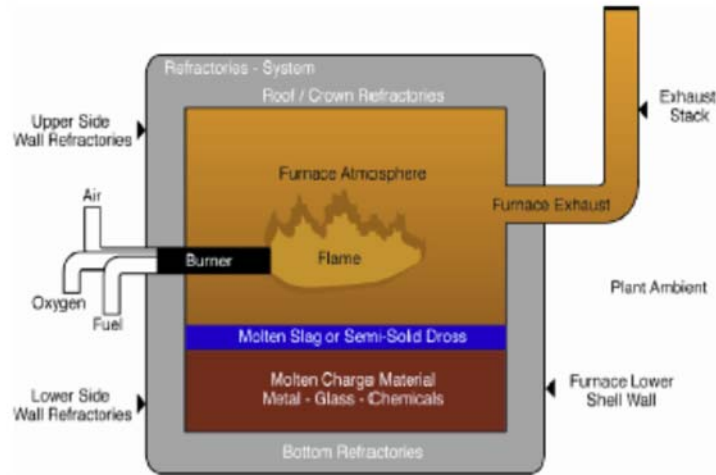 Refractories - System
Roof / Crown Refractories
Upper Side
Wall Refractories
Exhaust
Stack
Furnace Atmosphere
Air
Furnace Exhaust
Burner
Flame
Oxygen
Fuel
Plant Ambient
Molten Slag or Semi-Solid Dross
Molten Charge Material
Metal - Glass - Chemicals
Lower Side
Wall Refractories
Furnace Lower
Shell Wall
Bottom Refractories